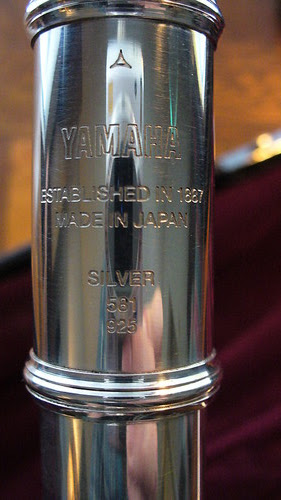 YAMAHA
ESTABLISHED IN 1887
MADE IN JAPAN
SILVER
581
925